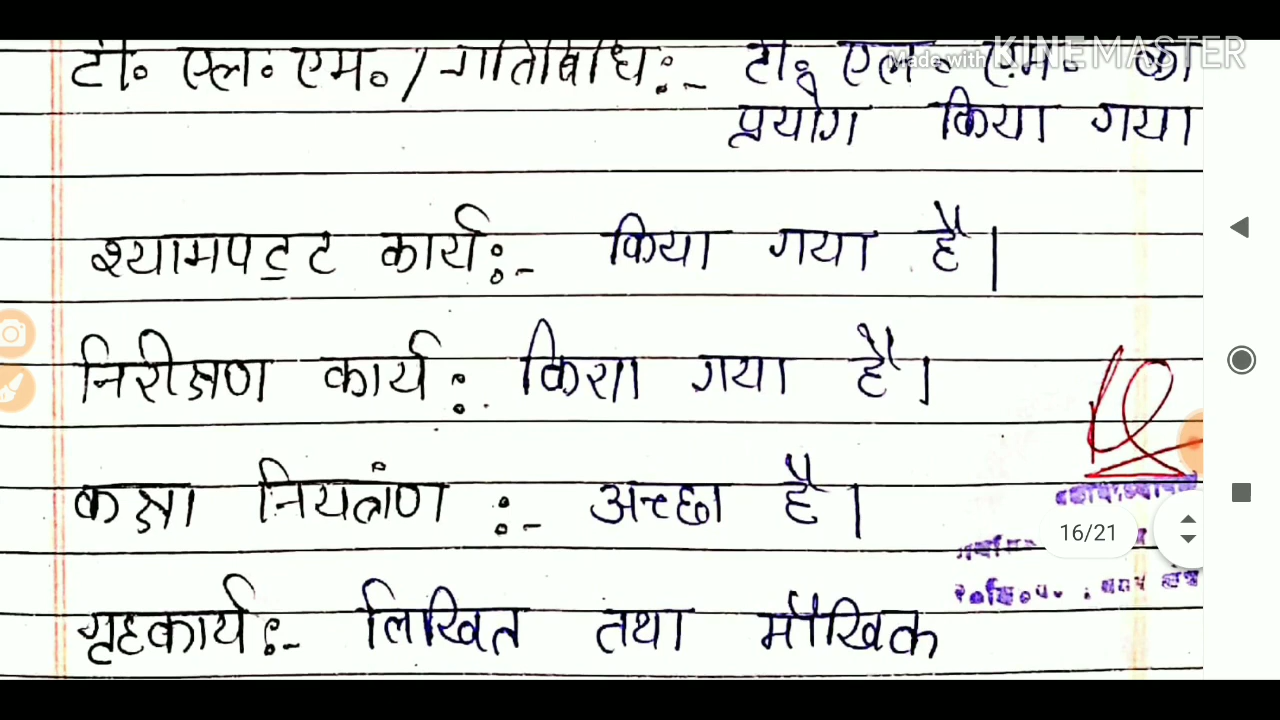 टी० एल० एम० / गतिबिधि :- टी० एल० एम० का
Made with KINEMASTER
प्रयोग किया गया
श्यामपट्ट कार्य :- किया गया है।
निरीक्षण कार्य : किया गया है।
कक्षा नियत्रंण :- अच्छा है।
16/21
गृहकार्य :- लिखित तथा मौखिक